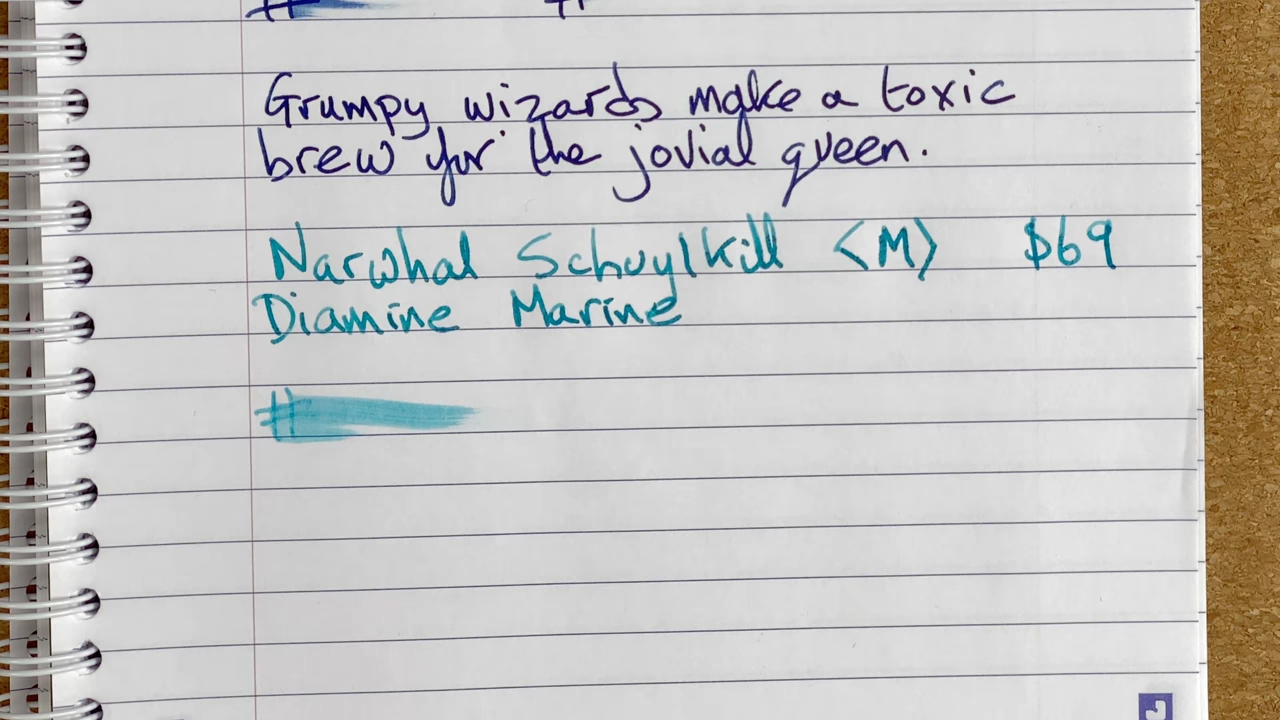 Grumpy wizards make a toxic
brew for the jovial queen.
Narwhal Schuylkill <M> $69
Diamine Marine
#